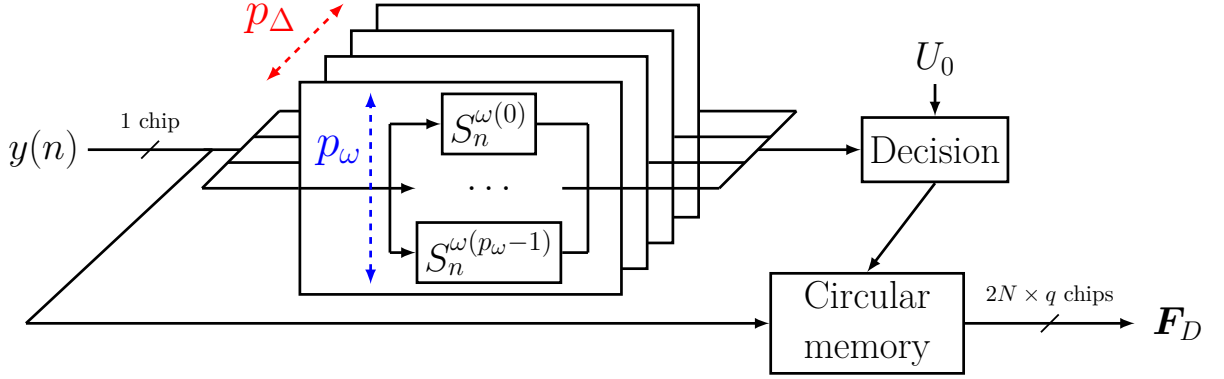 p_Δ
U_0
y(n)
1 chip
p_ω
S_n^{ω(0)}
Decision
. . .
S_n^{ω(p_ω−1)}
Circular
memory
2N × q chips
F_D